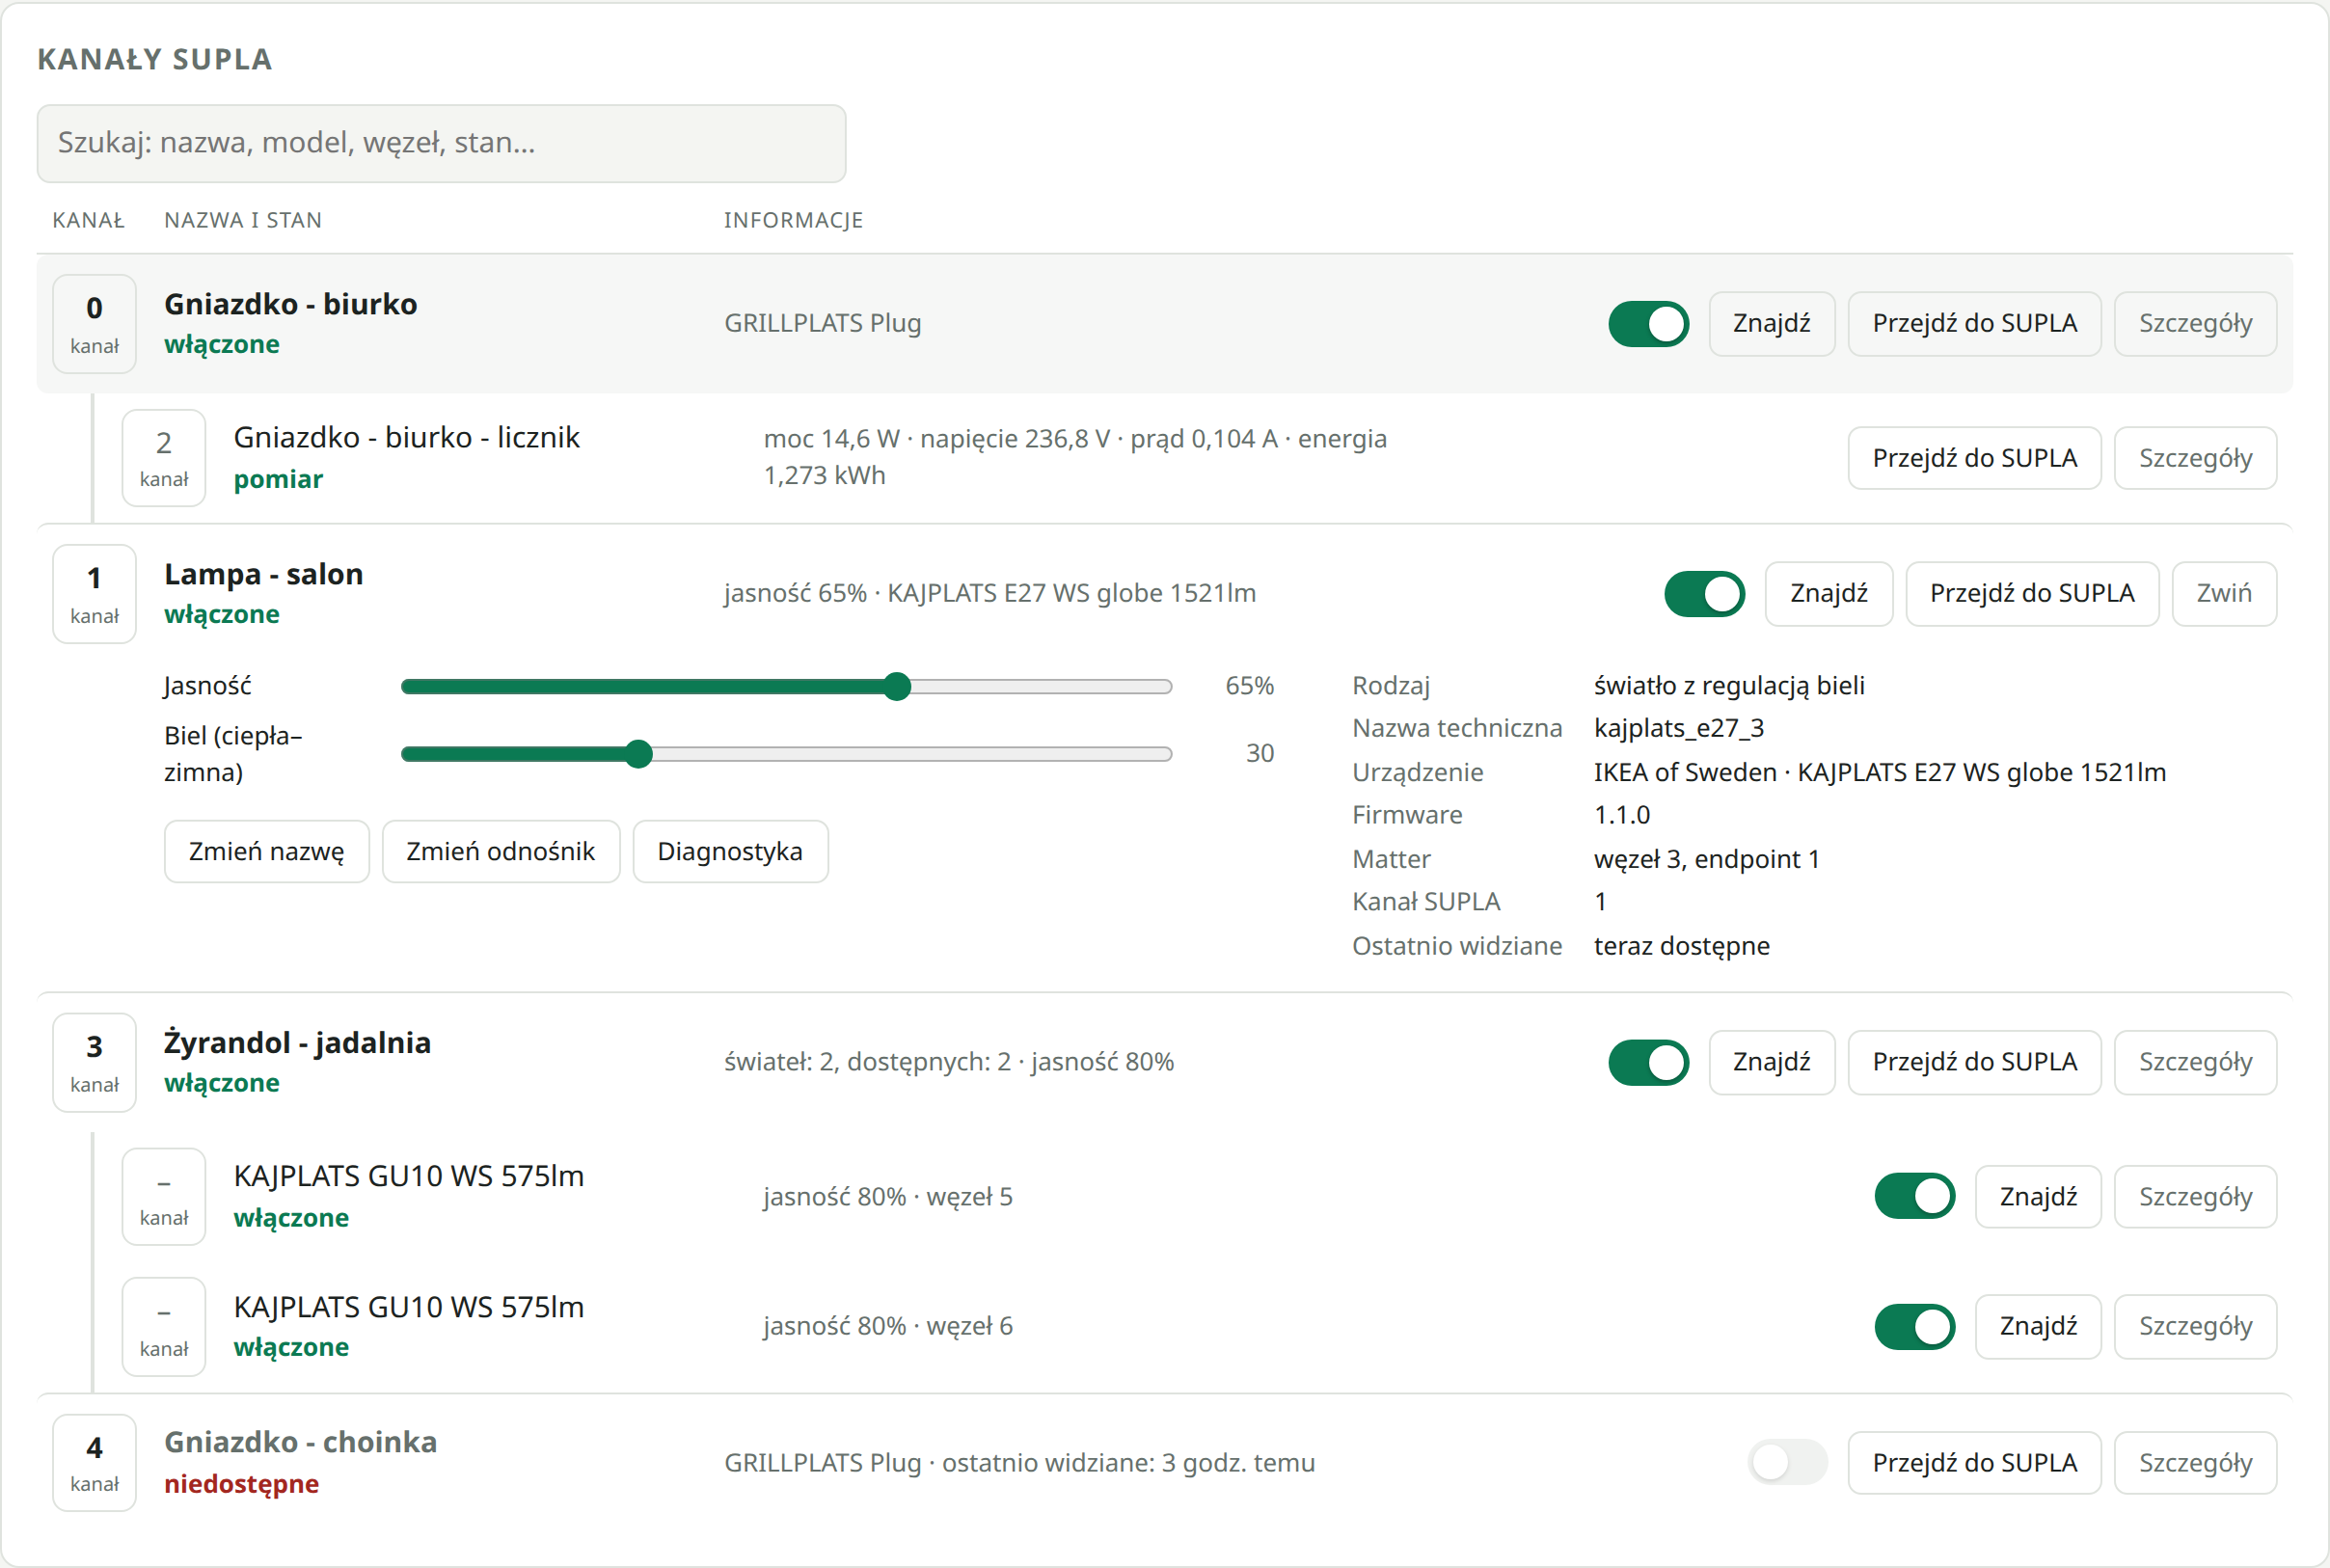 KANAŁY SUPLA
Szukaj: nazwa, model, węzeł, stan...
KANAŁ NAZWA I STAN INFORMACJE
0 kanał
Gniazdko - biurko
włączone
GRILLPLATS Plug
Znajdź Przejdź do SUPLA Szczegóły
2 kanał
Gniazdko - biurko - licznik
pomiar
moc 14,6 W · napięcie 236,8 V · prąd 0,104 A · energia
1,273 kWh
Przejdź do SUPLA Szczegóły
1 kanał
Lampa - salon
włączone
jasność 65% · KAJPLATS E27 WS globe 1521lm
Znajdź Przejdź do SUPLA Zwiń
Jasność 65%
Biel (ciepła–
zimna) 30
Zmień nazwę Zmień odnośnik Diagnostyka
Rodzaj światło z regulacją bieli
Nazwa techniczna kajplats_e27_3
Urządzenie IKEA of Sweden · KAJPLATS E27 WS globe 1521lm
Firmware 1.1.0
Matter węzeł 3, endpoint 1
Kanał SUPLA 1
Ostatnio widziane teraz dostępne
3 kanał
Żyrandol - jadalnia
włączone
świateł: 2, dostępnych: 2 · jasność 80%
Znajdź Przejdź do SUPLA Szczegóły
– kanał
KAJPLATS GU10 WS 575lm
włączone
jasność 80% · węzeł 5
Znajdź Szczegóły
– kanał
KAJPLATS GU10 WS 575lm
włączone
jasność 80% · węzeł 6
Znajdź Szczegóły
4 kanał
Gniazdko - choinka
niedostępne
GRILLPLATS Plug · ostatnio widziane: 3 godz. temu
Przejdź do SUPLA Szczegóły